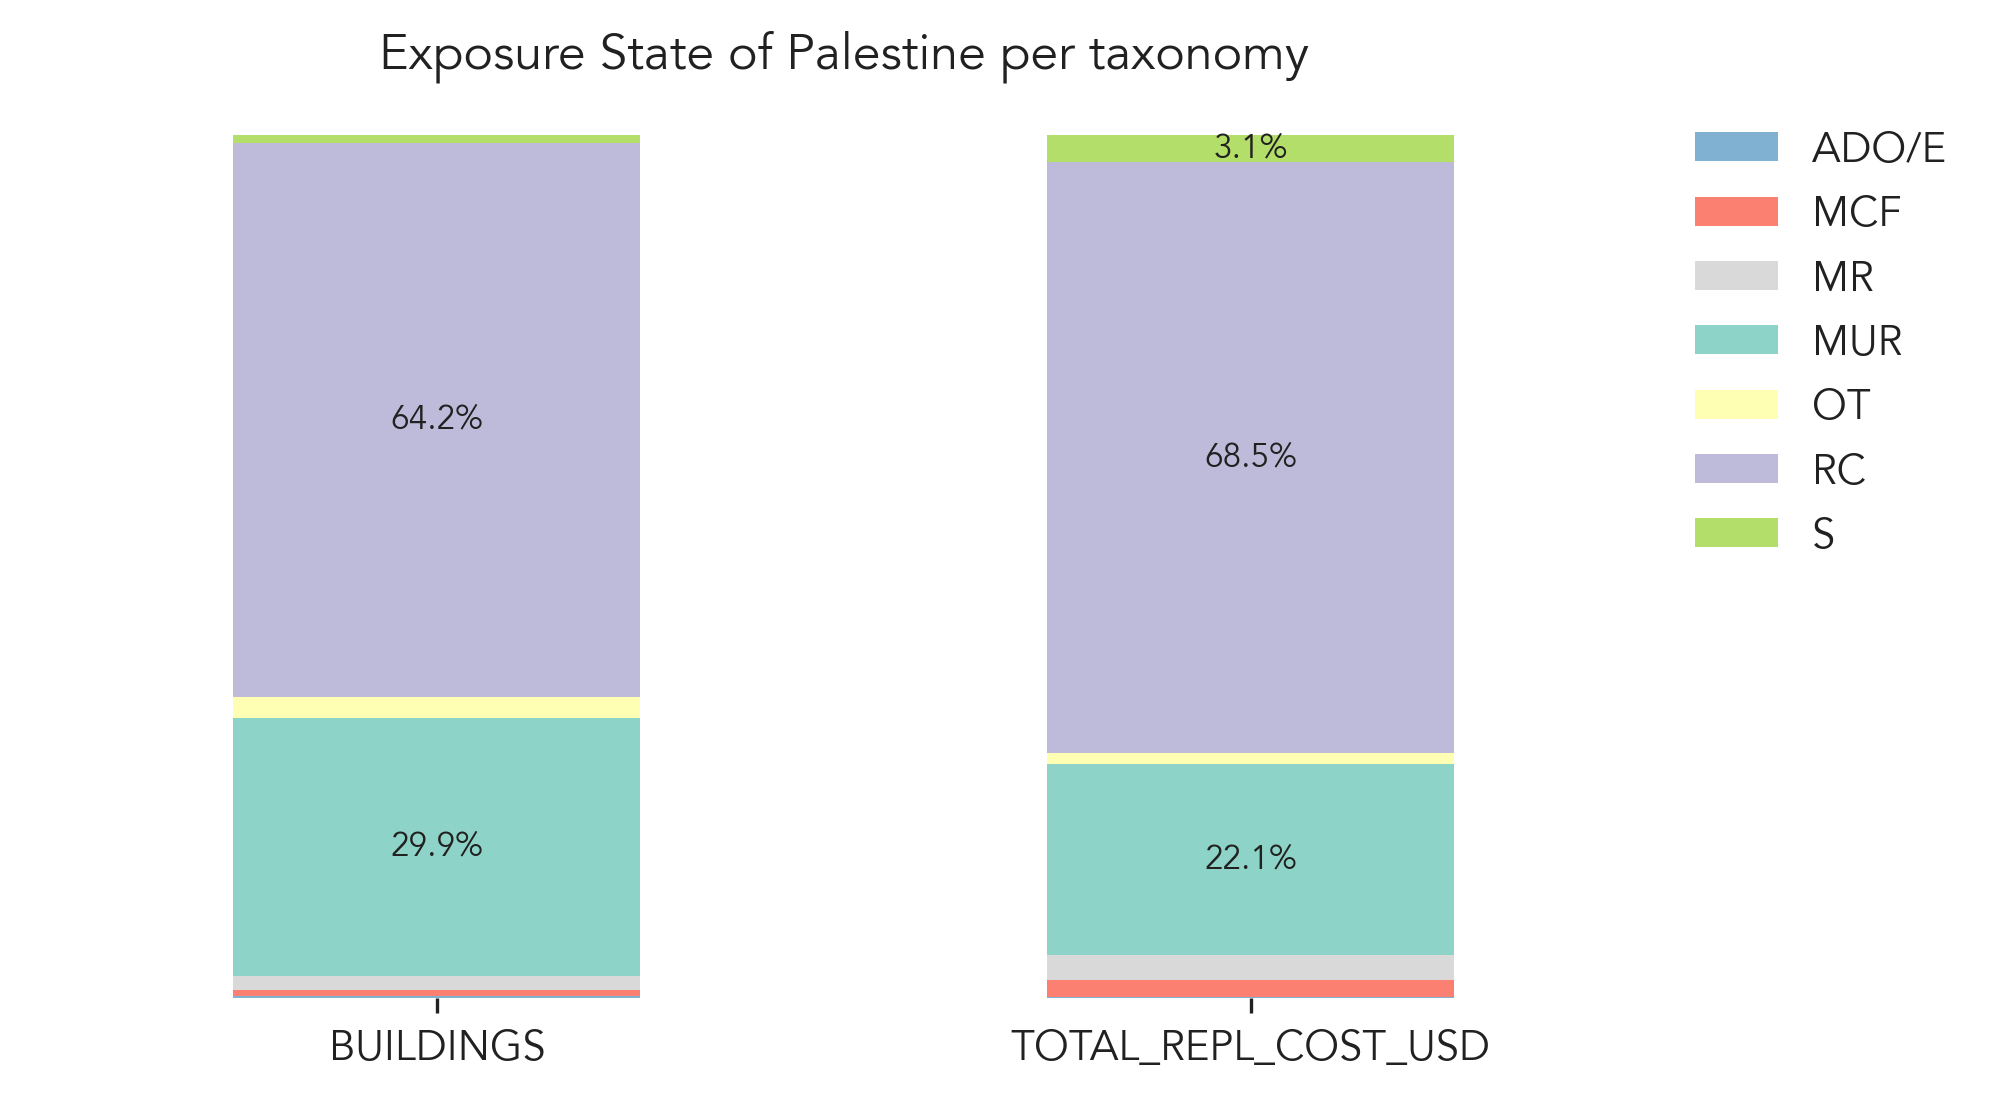 Exposure State of Palestine per taxonomy
3.1%
64.2%
68.5%
29.9%
22.1%
BUILDINGS
TOTAL_REPL_COST_USD
ADO/E
MCF
MR
MUR
OT
RC
S